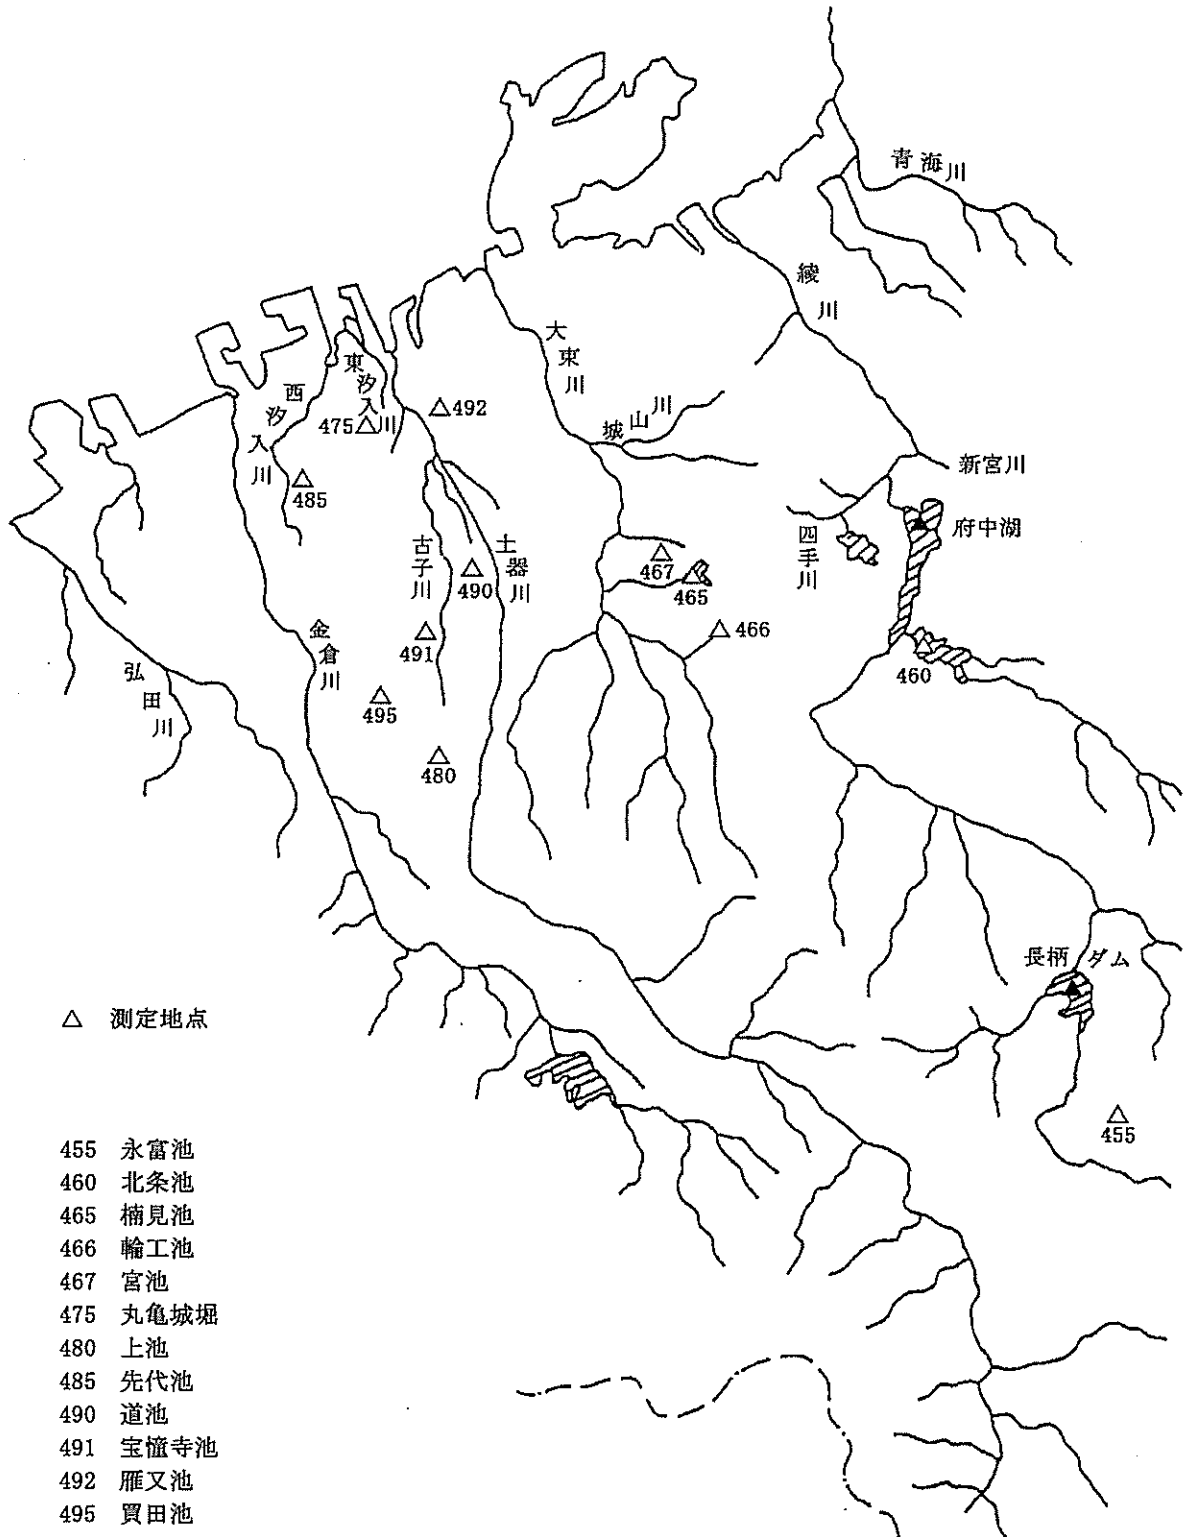 青海川
綾川
大東川
東汐入川
西汐入川
475
492
城山川
新宮川
485
府中湖
四手川
古子川
土器川
467
490
465
466
金倉川
491
460
弘田川
495
480
長柄ダム
△ 測定地点
455
455 永富池
460 北条池
465 楠見池
466 輪工池
467 宮池
475 丸亀城堀
480 上池
485 先代池
490 道池
491 宝憧寺池
492 雁又池
495 買田池